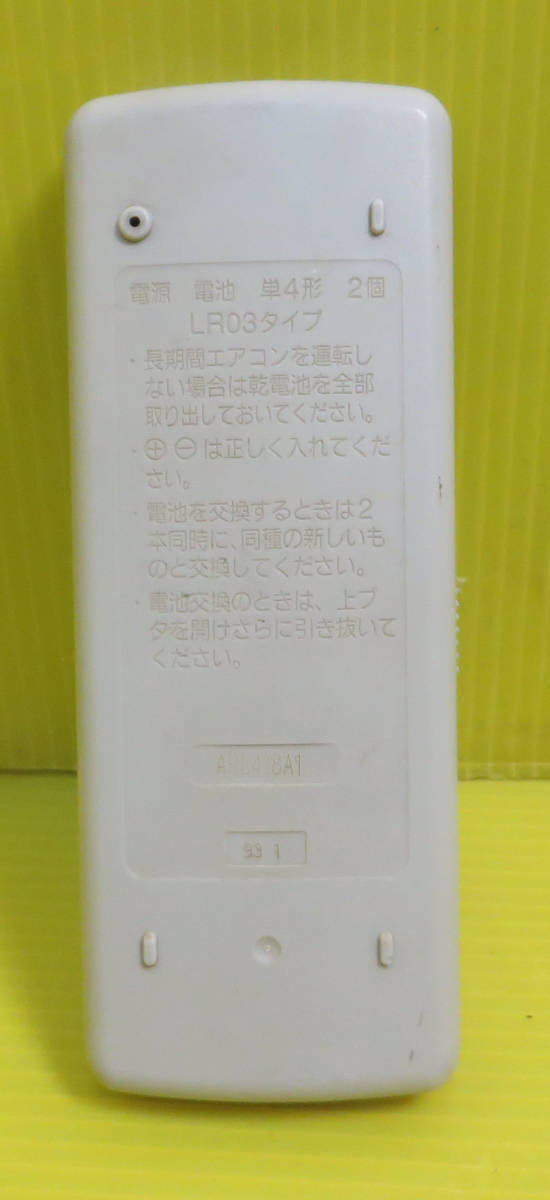 電源 電池 単4形 2個
LR03タイプ
・長期間エアコンを運転し
ない場合は乾電池を全部
取り出しておいてください。
・⊕ ⊖は正しく入れてくだ
さい。
・電池を交換するときは2
本同時に、同種の新しいも
のと交換してください。
・電池交換のときは、上ブ
タを開けさらに引き抜いて
ください。
93 1